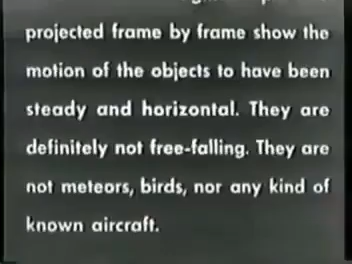 projected frame by frame show the
motion of the objects to have been
steady and horizontal. They are
definitely not free-falling. They are
not meteors, birds, nor any kind of
known aircraft.